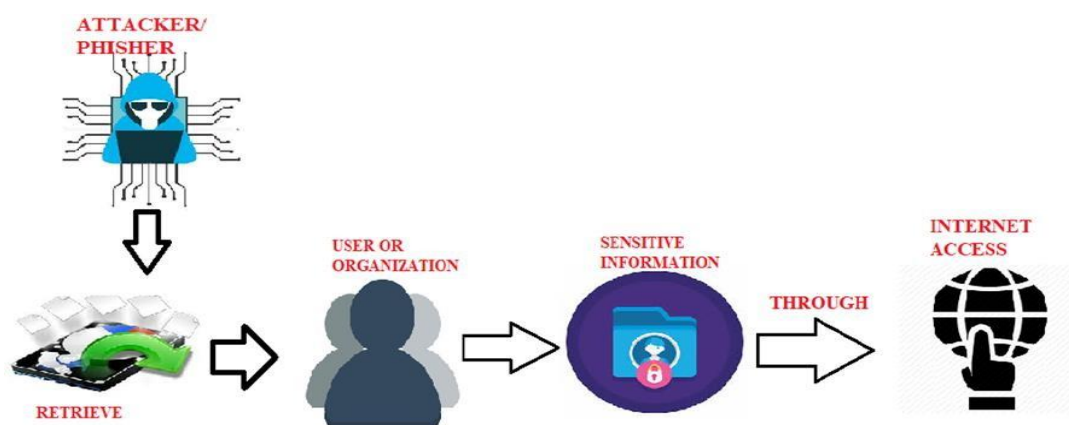 ATTACKER/
PHISHER
USER OR
ORGANIZATION
SENSITIVE
INFORMATION
THROUGH
INTERNET
ACCESS
RETRIEVE